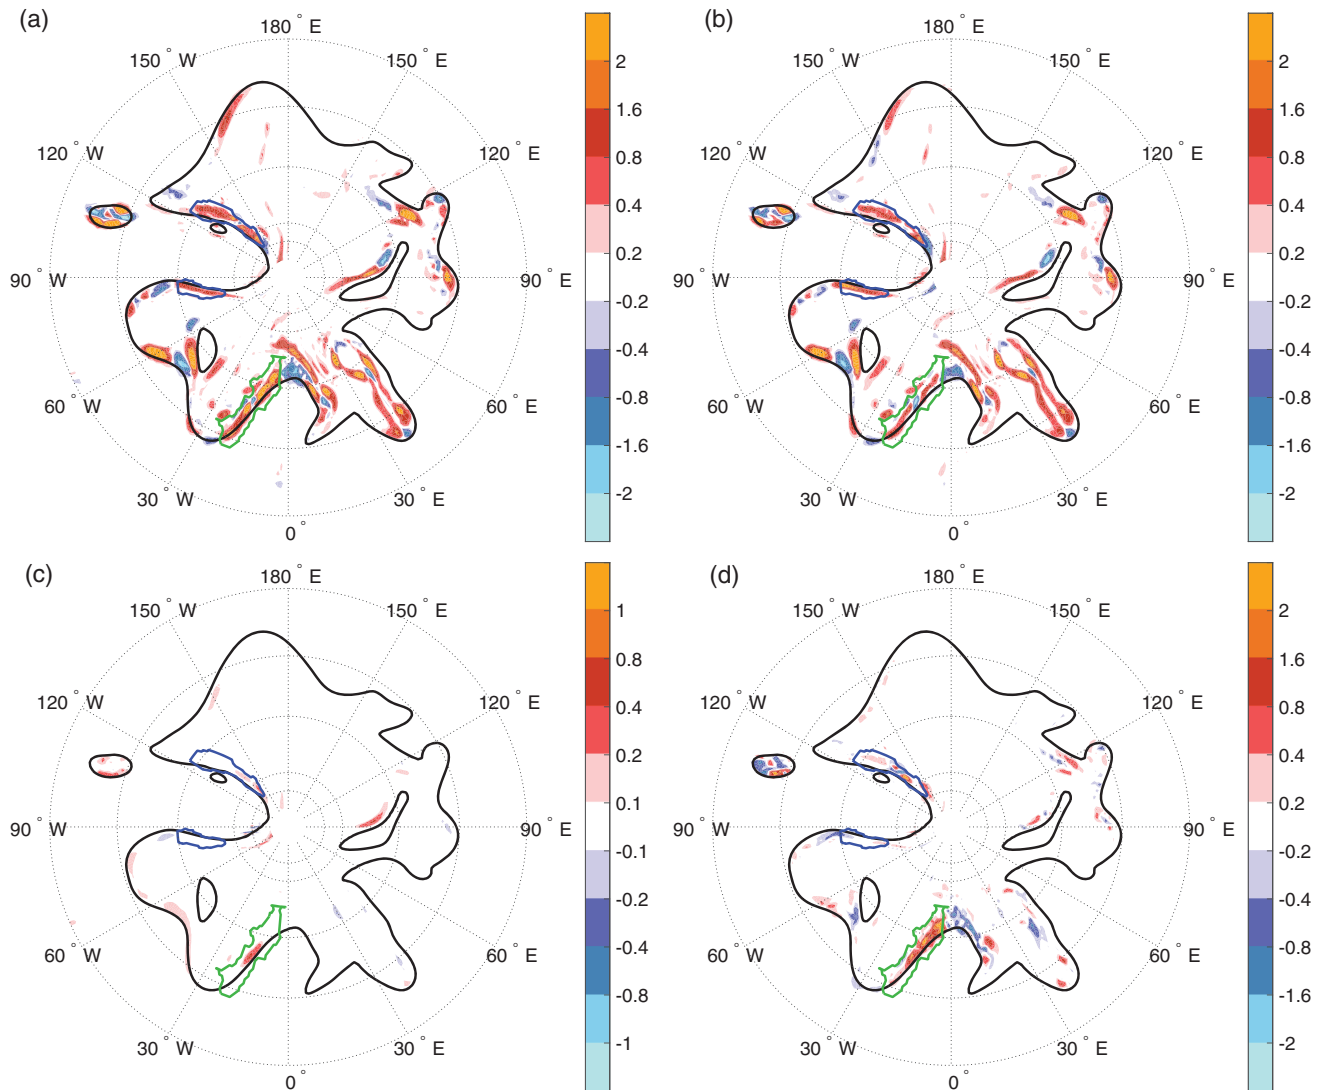 (a)
180 ° E
150 ° W
150 ° E
120 ° W
120 ° E
90 ° W
90 ° E
60 ° W
60 ° E
30 ° W
30 ° E
0 °
2
1.6
0.8
0.4
0.2
-0.2
-0.4
-0.8
-1.6
-2
(b)
180 ° E
150 ° W
150 ° E
120 ° W
120 ° E
90 ° W
90 ° E
60 ° W
60 ° E
30 ° W
30 ° E
0 °
2
1.6
0.8
0.4
0.2
-0.2
-0.4
-0.8
-1.6
-2
(c)
180 ° E
150 ° W
150 ° E
120 ° W
120 ° E
90 ° W
90 ° E
60 ° W
60 ° E
30 ° W
30 ° E
0 °
1
0.8
0.4
0.2
0.1
-0.1
-0.2
-0.4
-0.8
-1
(d)
180 ° E
150 ° W
150 ° E
120 ° W
120 ° E
90 ° W
90 ° E
60 ° W
60 ° E
30 ° W
30 ° E
0 °
2
1.6
0.8
0.4
0.2
-0.2
-0.4
-0.8
-1.6
-2